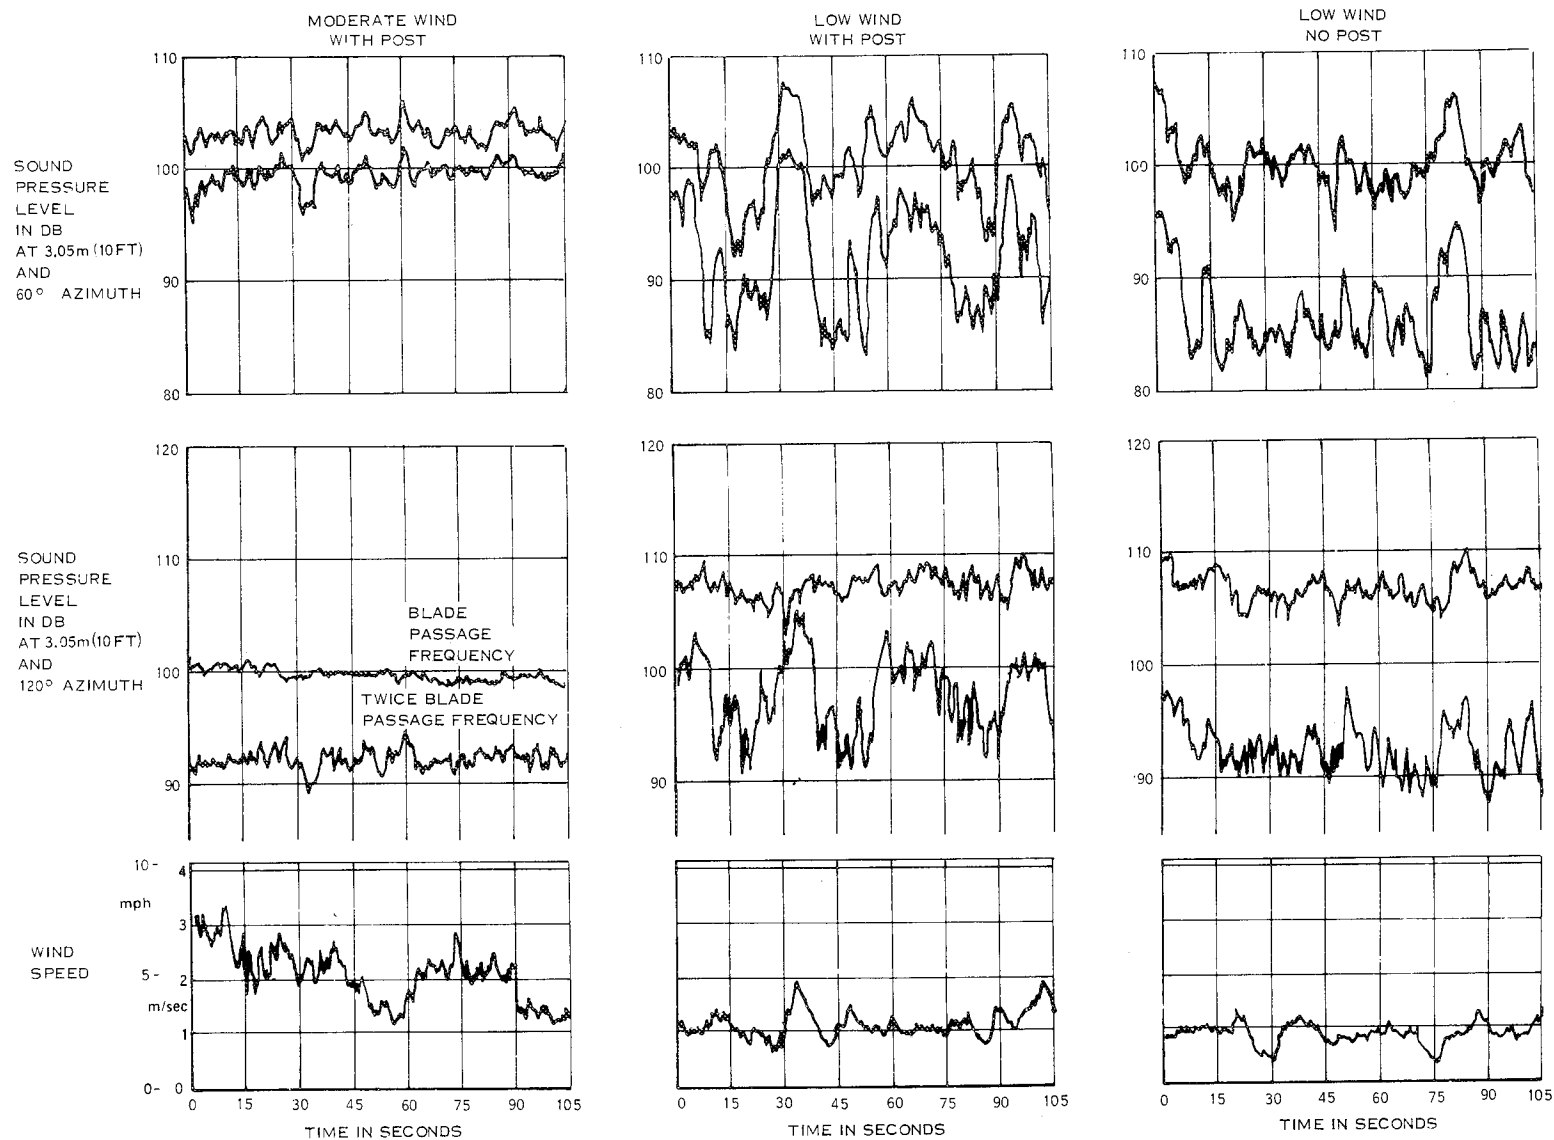 MODERATE WIND
WITH POST
LOW WIND
WITH POST
LOW WIND
NO POST
SOUND
PRESSURE
LEVEL
IN DB
AT 3.05m (10 FT)
AND
60° AZIMUTH
110
100
90
80
110
100
90
80
110
100
90
80
SOUND
PRESSURE
LEVEL
IN DB
AT 3.05m (10 FT)
AND
120° AZIMUTH
120
110
100
90
BLADE
PASSAGE
FREQUENCY
TWICE BLADE
PASSAGE FREQUENCY
120
110
100
90
120
110
100
90
WIND
SPEED
10-
mph
5-
m/sec
0-
4
3
2
1
0
0 15 30 45 60 75 90 105
TIME IN SECONDS
0 15 30 45 60 75 90 105
TIME IN SECONDS
0 15 30 45 60 75 90 105
TIME IN SECONDS